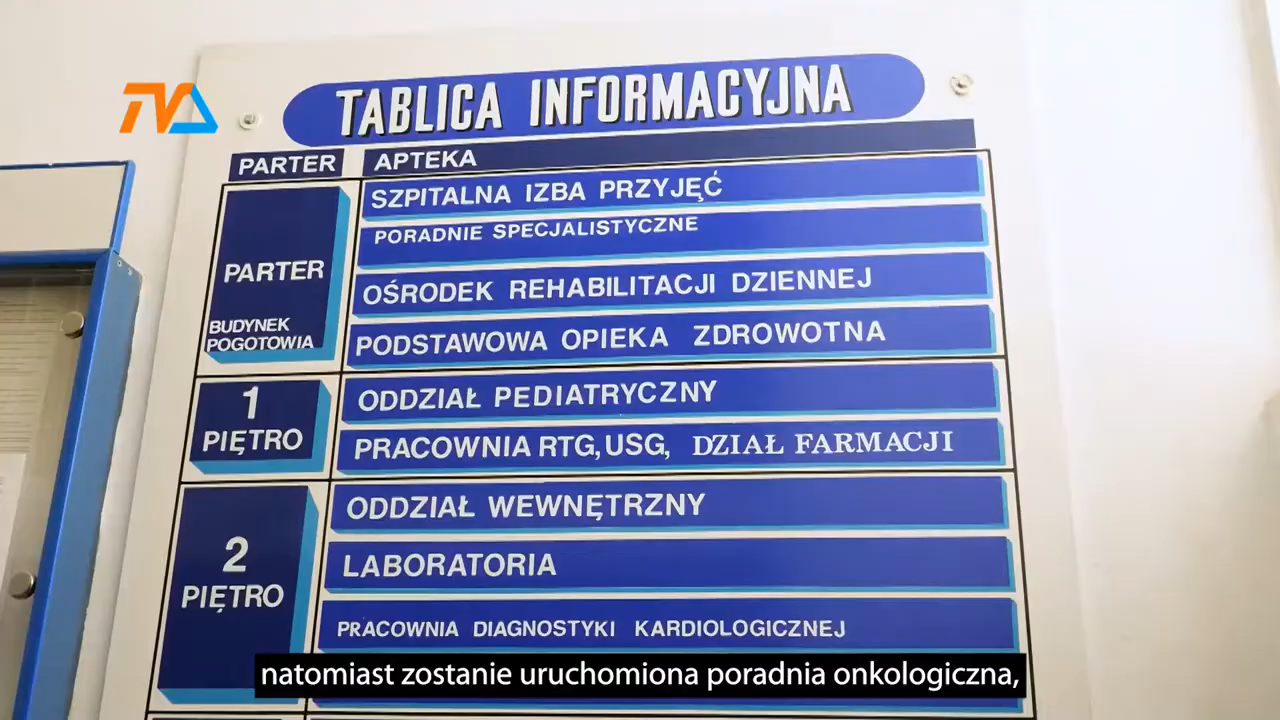 TVA
TABLICA INFORMACYJNA
PARTER APTEKA
SZPITALNA IZBA PRZYJĘĆ
PORADNIE SPECJALISTYCZNE
PARTER
OŚRODEK REHABILITACJI DZIENNEJ
BUDYNEK
POGOTOWIA
PODSTAWOWA OPIEKA ZDROWOTNA
1
PIĘTRO
ODDZIAŁ PEDIATRYCZNY
PRACOWNIA RTG, USG, DZIAŁ FARMACJI
2
PIĘTRO
ODDZIAŁ WEWNĘTRZNY
LABORATORIA
PRACOWNIA DIAGNOSTYKI KARDIOLOGICZNEJ
natomiast zostanie uruchomiona poradnia onkologiczna,